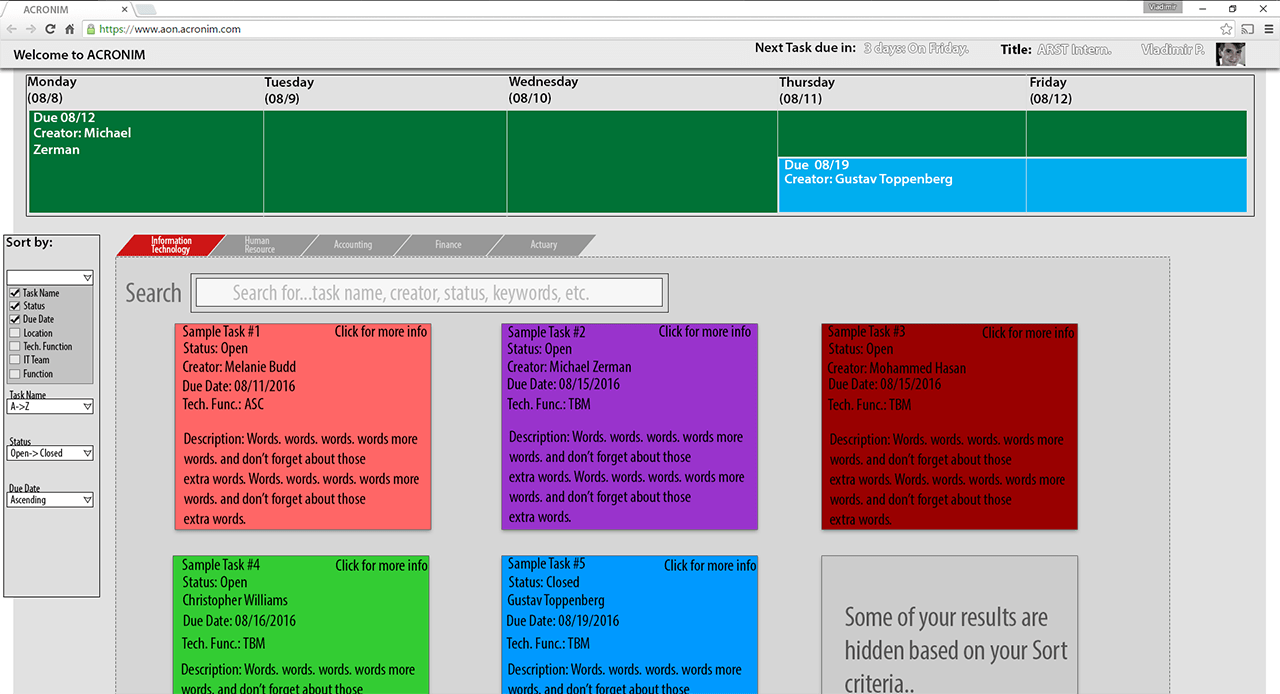 ACRONIM
Vladimir
https://www.aon.acronim.com
Welcome to ACRONIM
Next Task due in: 3 days: On Friday.
Title: ARST Intern.
Vladimir P.
Monday
(08/8)
Tuesday
(08/9)
Wednesday
(08/10)
Thursday
(08/11)
Friday
(08/12)
Due 08/12
Creator: Michael
Zerman
Due 08/19
Creator: Gustav Toppenberg
Sort by:
Task Name
Status
Due Date
Location
Tech. Function
IT Team
Function
Task Name
A->Z
Status
Open-> Closed
Due Date
Ascending
Information
Technology
Human
Resource
Accounting
Finance
Actuary
Search
Search for...task name, creator, status, keywords, etc.
Sample Task #1
Click for more info
Status: Open
Creator: Melanie Budd
Due Date: 08/11/2016
Tech. Func.: ASC
Description: Words. words. words. words more
words. and don't forget about those
extra words. Words. words. words. words more
words. and don't forget about those
extra words.
Sample Task #2
Click for more info
Status: Open
Creator: Michael Zerman
Due Date: 08/15/2016
Tech. Func.: TBM
Description: Words. words. words. words more
words. and don't forget about those
extra words. Words. words. words. words more
words. and don't forget about those
extra words.
Sample Task #3
Click for more info
Status: Open
Creator: Mohammed Hasan
Due Date: 08/15/2016
Tech. Func.: TBM
Description: Words. words. words. words more
words. and don't forget about those
extra words. Words. words. words. words more
words. and don't forget about those
extra words.
Sample Task #4
Click for more info
Status: Open
Christopher Williams
Due Date: 08/16/2016
Tech. Func.: TBM
Description: Words. words. words. words more
words. and don't forget about those
Sample Task #5
Click for more info
Status: Closed
Gustav Toppenberg
Due Date: 08/19/2016
Tech. Func.: TBM
Description: Words. words. words. words more
words. and don't forget about those
Some of your results are
hidden based on your Sort
criteria..